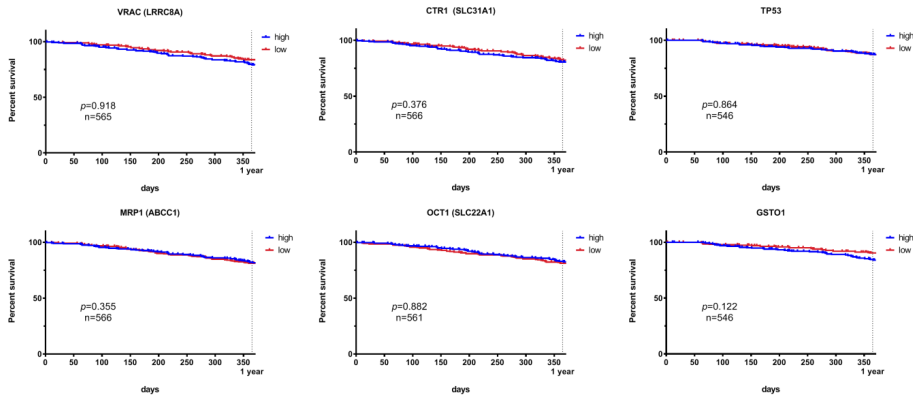 VRAC (LRRC8A)
Percent survival
100
50
0
high
low
p=0.918
n=565
0 50 100 150 200 250 300 350
1 year
days
CTR1 (SLC31A1)
Percent survival
100
50
0
high
low
p=0.376
n=566
0 50 100 150 200 250 300 350
1 year
days
TP53
Percent survival
100
50
0
high
low
p=0.864
n=546
0 50 100 150 200 250 300 350
1 year
days
MRP1 (ABCC1)
Percent survival
100
50
0
high
low
p=0.355
n=566
0 50 100 150 200 250 300 350
1 year
days
OCT1 (SLC22A1)
Percent survival
100
50
0
high
low
p=0.882
n=561
0 50 100 150 200 250 300 350
1 year
days
GSTO1
Percent survival
100
50
0
high
low
p=0.122
n=546
0 50 100 150 200 250 300 350
1 year
days